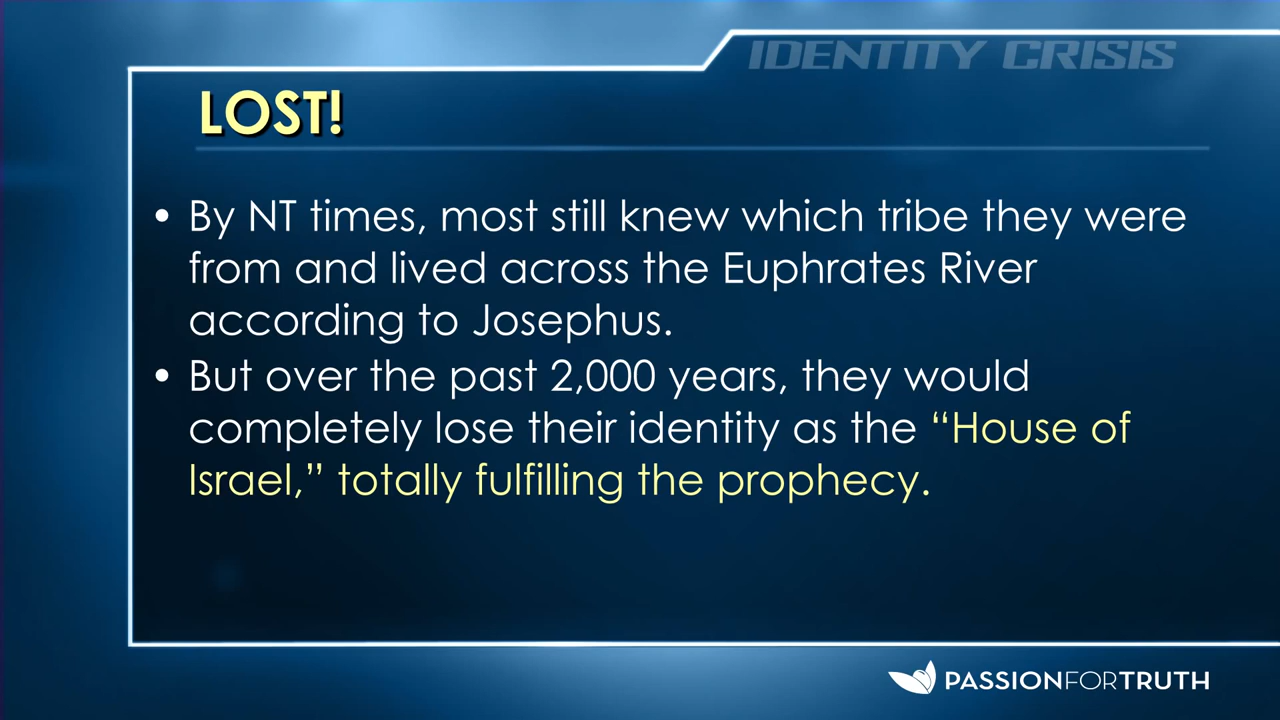 IDENTITY CRISIS
LOST!
• By NT times, most still knew which tribe they were
from and lived across the Euphrates River
according to Josephus.
• But over the past 2,000 years, they would
completely lose their identity as the “House of
Israel,” totally fulfilling the prophecy.
PASSIONFORTRUTH